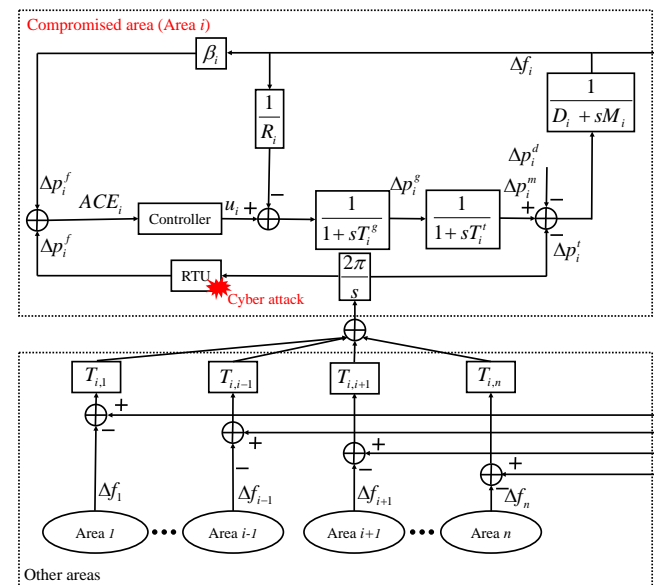 Compromised area (Area i)
β_i
Δf_i
1
R_i
1
D_i + sM_i
Δp_i^d
Δp_i^f
ACE_i
Controller
u_i
+
−
1
1 + sT_i^g
Δp_i^g
1
1 + sT_i^t
Δp_i^m
+
−
−
Δp_i^f
Δp_i^t
RTU
Cyber attack
2π
s
T_{i,1}
T_{i,i−1}
T_{i,i+1}
T_{i,n}
+
−
+
−
+
−
+
−
Δf_1
Δf_{i−1}
Δf_{i+1}
Δf_n
Area 1
•••
Area i-1
Area i+1
•••
Area n
Other areas